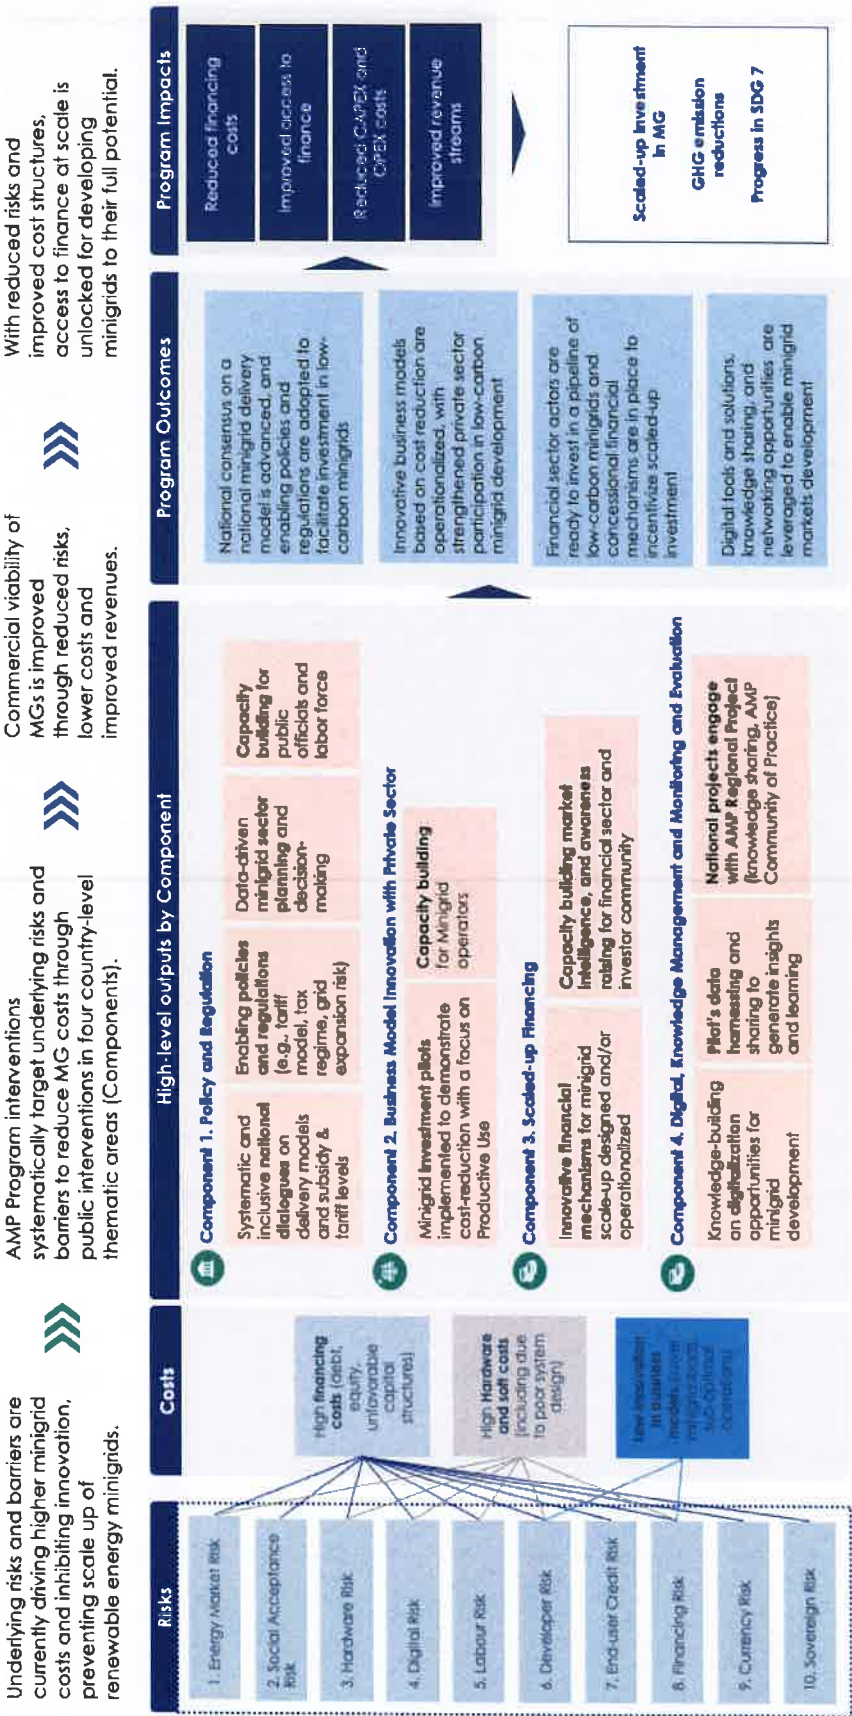 Underlying risks and barriers are
currently driving higher minigrid
costs and inhibiting innovation,
preventing scale up of
renewable energy minigrids.
AMP Program interventions
systematically target underlying risks and
barriers to reduce MG costs through
public interventions in four country-level
thematic areas (Components).
Commercial viability of
MGs is improved
through reduced risks,
lower costs and
improved revenues.
With reduced risks and
improved cost structures,
access to finance at scale is
unlocked for developing
minigrids to their full potential.
Risks
1. Energy Market Risk
2. Social Acceptance
Risk
3. Hardware Risk
4. Digital Risk
5. Labour Risk
6. Developer Risk
7. End-user Credit Risk
8. Financing Risk
9. Currency Risk
10. Sovereign Risk
Costs
High financing
costs (debt,
equity,
unfavorable
capital
structures)
High Hardware
and soft costs
(including due
to poor system
design)
Low innovation
in business
models
sub-optimal
operations)
High-level outputs by Component
Component 1. Policy and Regulation
Systematic and
inclusive national
dialogues on
delivery models
and subsidy &
tariff levels
Enabling policies
and regulations
(e.g., tariff
model, tax
regime, grid
expansion risk)
Data-driven
minigrid sector
planning and
decision-
making
Capacity
building for
public
officials and
labor force
Component 2. Business Model Innovation with Private Sector
Minigrid Investment pilots
implemented to demonstrate
cost-reduction with a focus on
Productive Use
Capacity building
for Minigrid
operators
Component 3. Scaled-up Financing
Innovative financial
mechanisms for minigrid
scale-up designed and/or
operationalized
Capacity building market
intelligence, and awareness
raising for financial sector and
investor community
Component 4. Digital, Knowledge Management and Monitoring and Evaluation
Knowledge-building
on digitalization
opportunities for
minigrid
development
Pilot's data
harnessing and
sharing to
generate insights
and learning
National projects engage
with AMP Regional Project
(knowledge sharing, AMP
Community of Practice)
Program Outcomes
National consensus on a
national minigrid delivery
model is advanced, and
enabling policies and
regulations are adopted to
facilitate investment in low-
carbon minigrids
Innovative business models
based on cost reduction are
operationalized, with
strengthened private sector
participation in low-carbon
minigrid development
Financial sector actors are
ready to invest in a pipeline of
low-carbon minigrids and
concessional financial
mechanisms are in place to
incentivize scaled-up
investment
Digital tools and solutions,
knowledge sharing, and
networking opportunities are
leveraged to enable minigrid
markets development
Program Impacts
Reduced financing
costs
Improved access to
finance
Reduced CAPEX and
OPEX costs
Improved revenue
streams
Scaled-up Investment
in MG
GHG emission
reductions
Progress in SDG 7